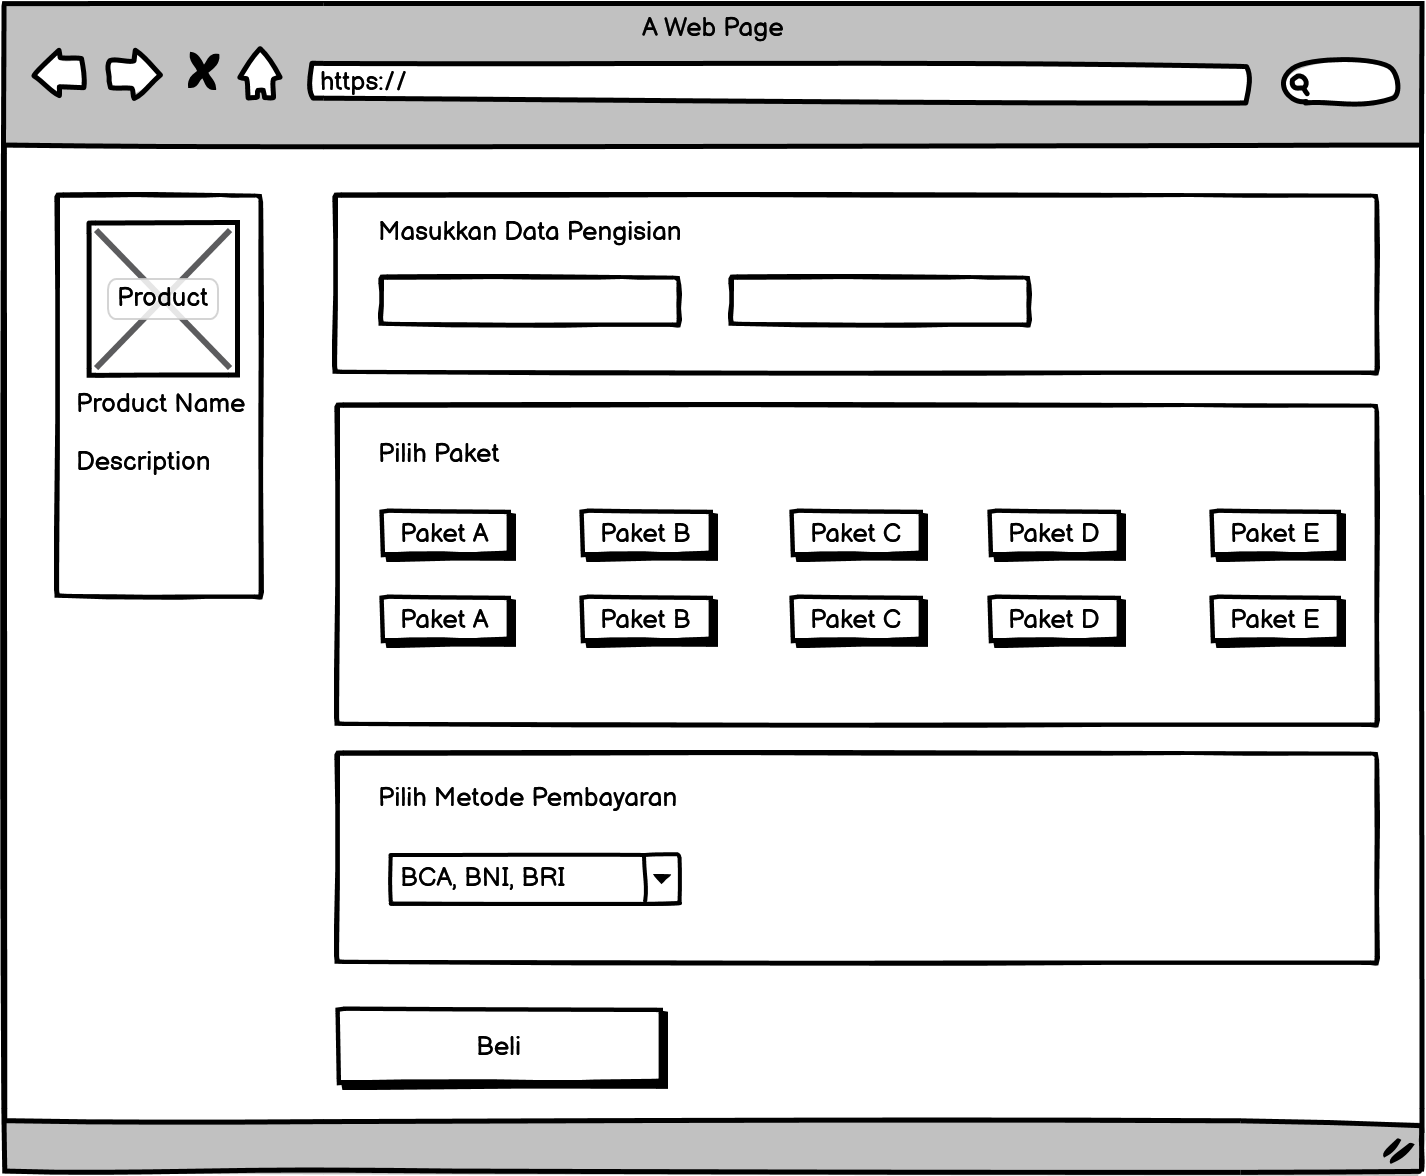 A Web Page
https://
Product
Product Name
Description
Masukkan Data Pengisian
Pilih Paket
Paket A Paket B Paket C Paket D Paket E
Paket A Paket B Paket C Paket D Paket E
Pilih Metode Pembayaran
BCA, BNI, BRI
Beli